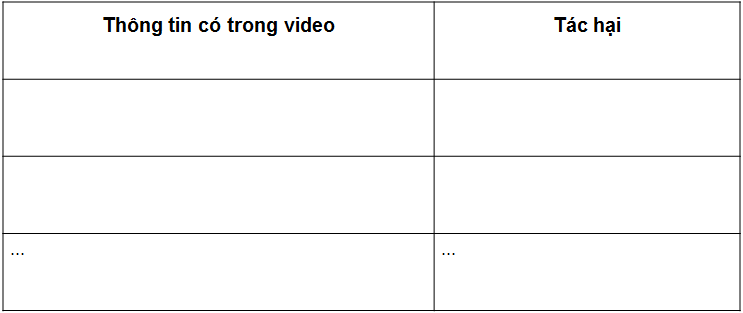 Thông tin có trong video
Tác hại
...
...